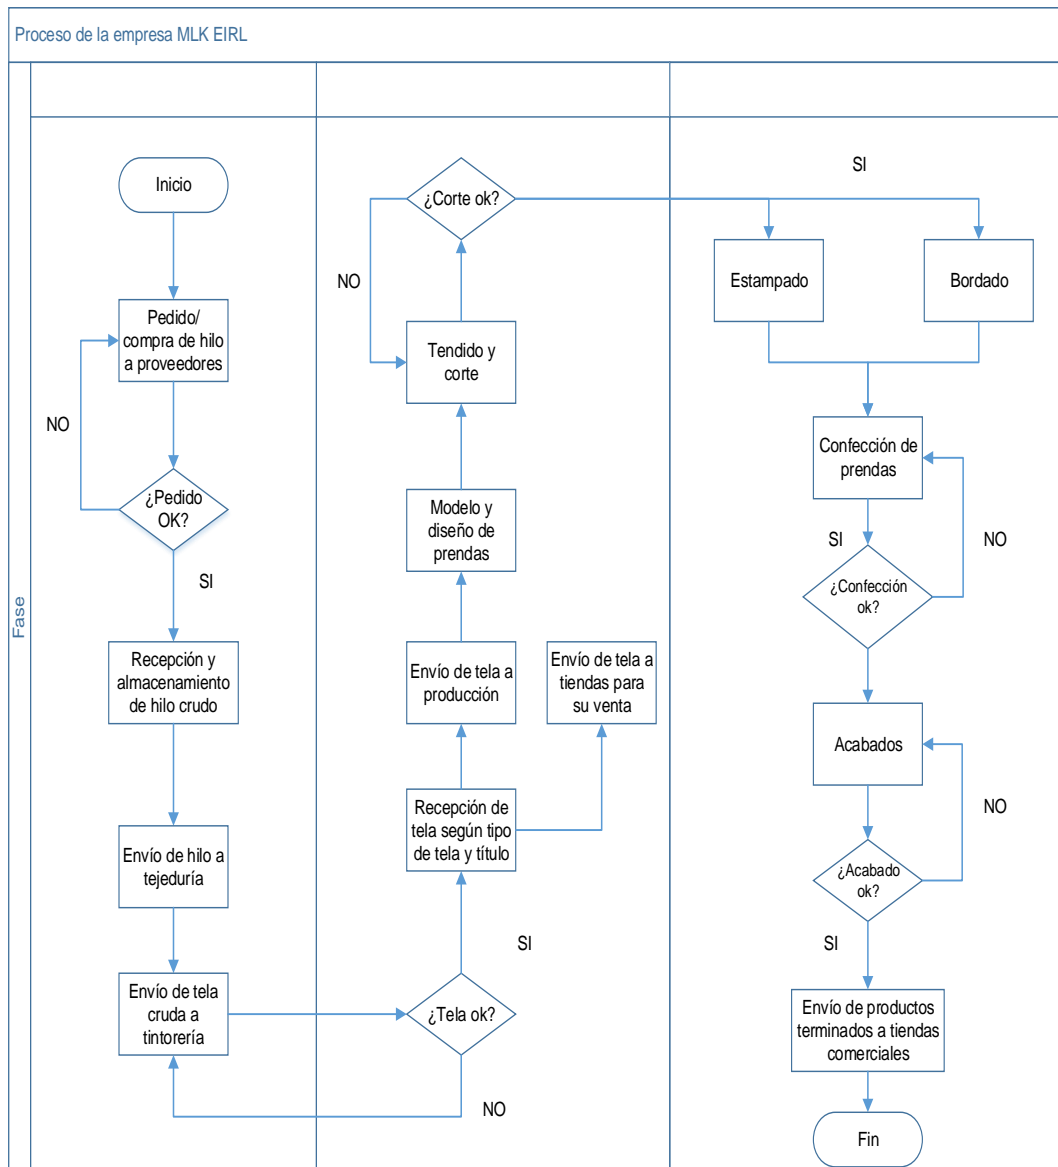 Proceso de la empresa MLK EIRL
Fase
Inicio
Pedido/
compra de hilo
a proveedores
NO
¿Pedido
OK?
SI
Recepción y
almacenamiento
de hilo crudo
Envío de hilo a
tejeduría
Envío de tela
cruda a
tintorería
¿Corte ok?
NO
Tendido y
corte
Modelo y
diseño de
prendas
Envío de tela a
producción
Envío de tela a
tiendas para
su venta
Recepción de
tela según tipo
de tela y título
SI
¿Tela ok?
NO
SI
Estampado
Bordado
Confección de
prendas
SI
NO
¿Confección
ok?
Acabados
NO
¿Acabado
ok?
SI
Envío de productos
terminados a tiendas
comerciales
Fin